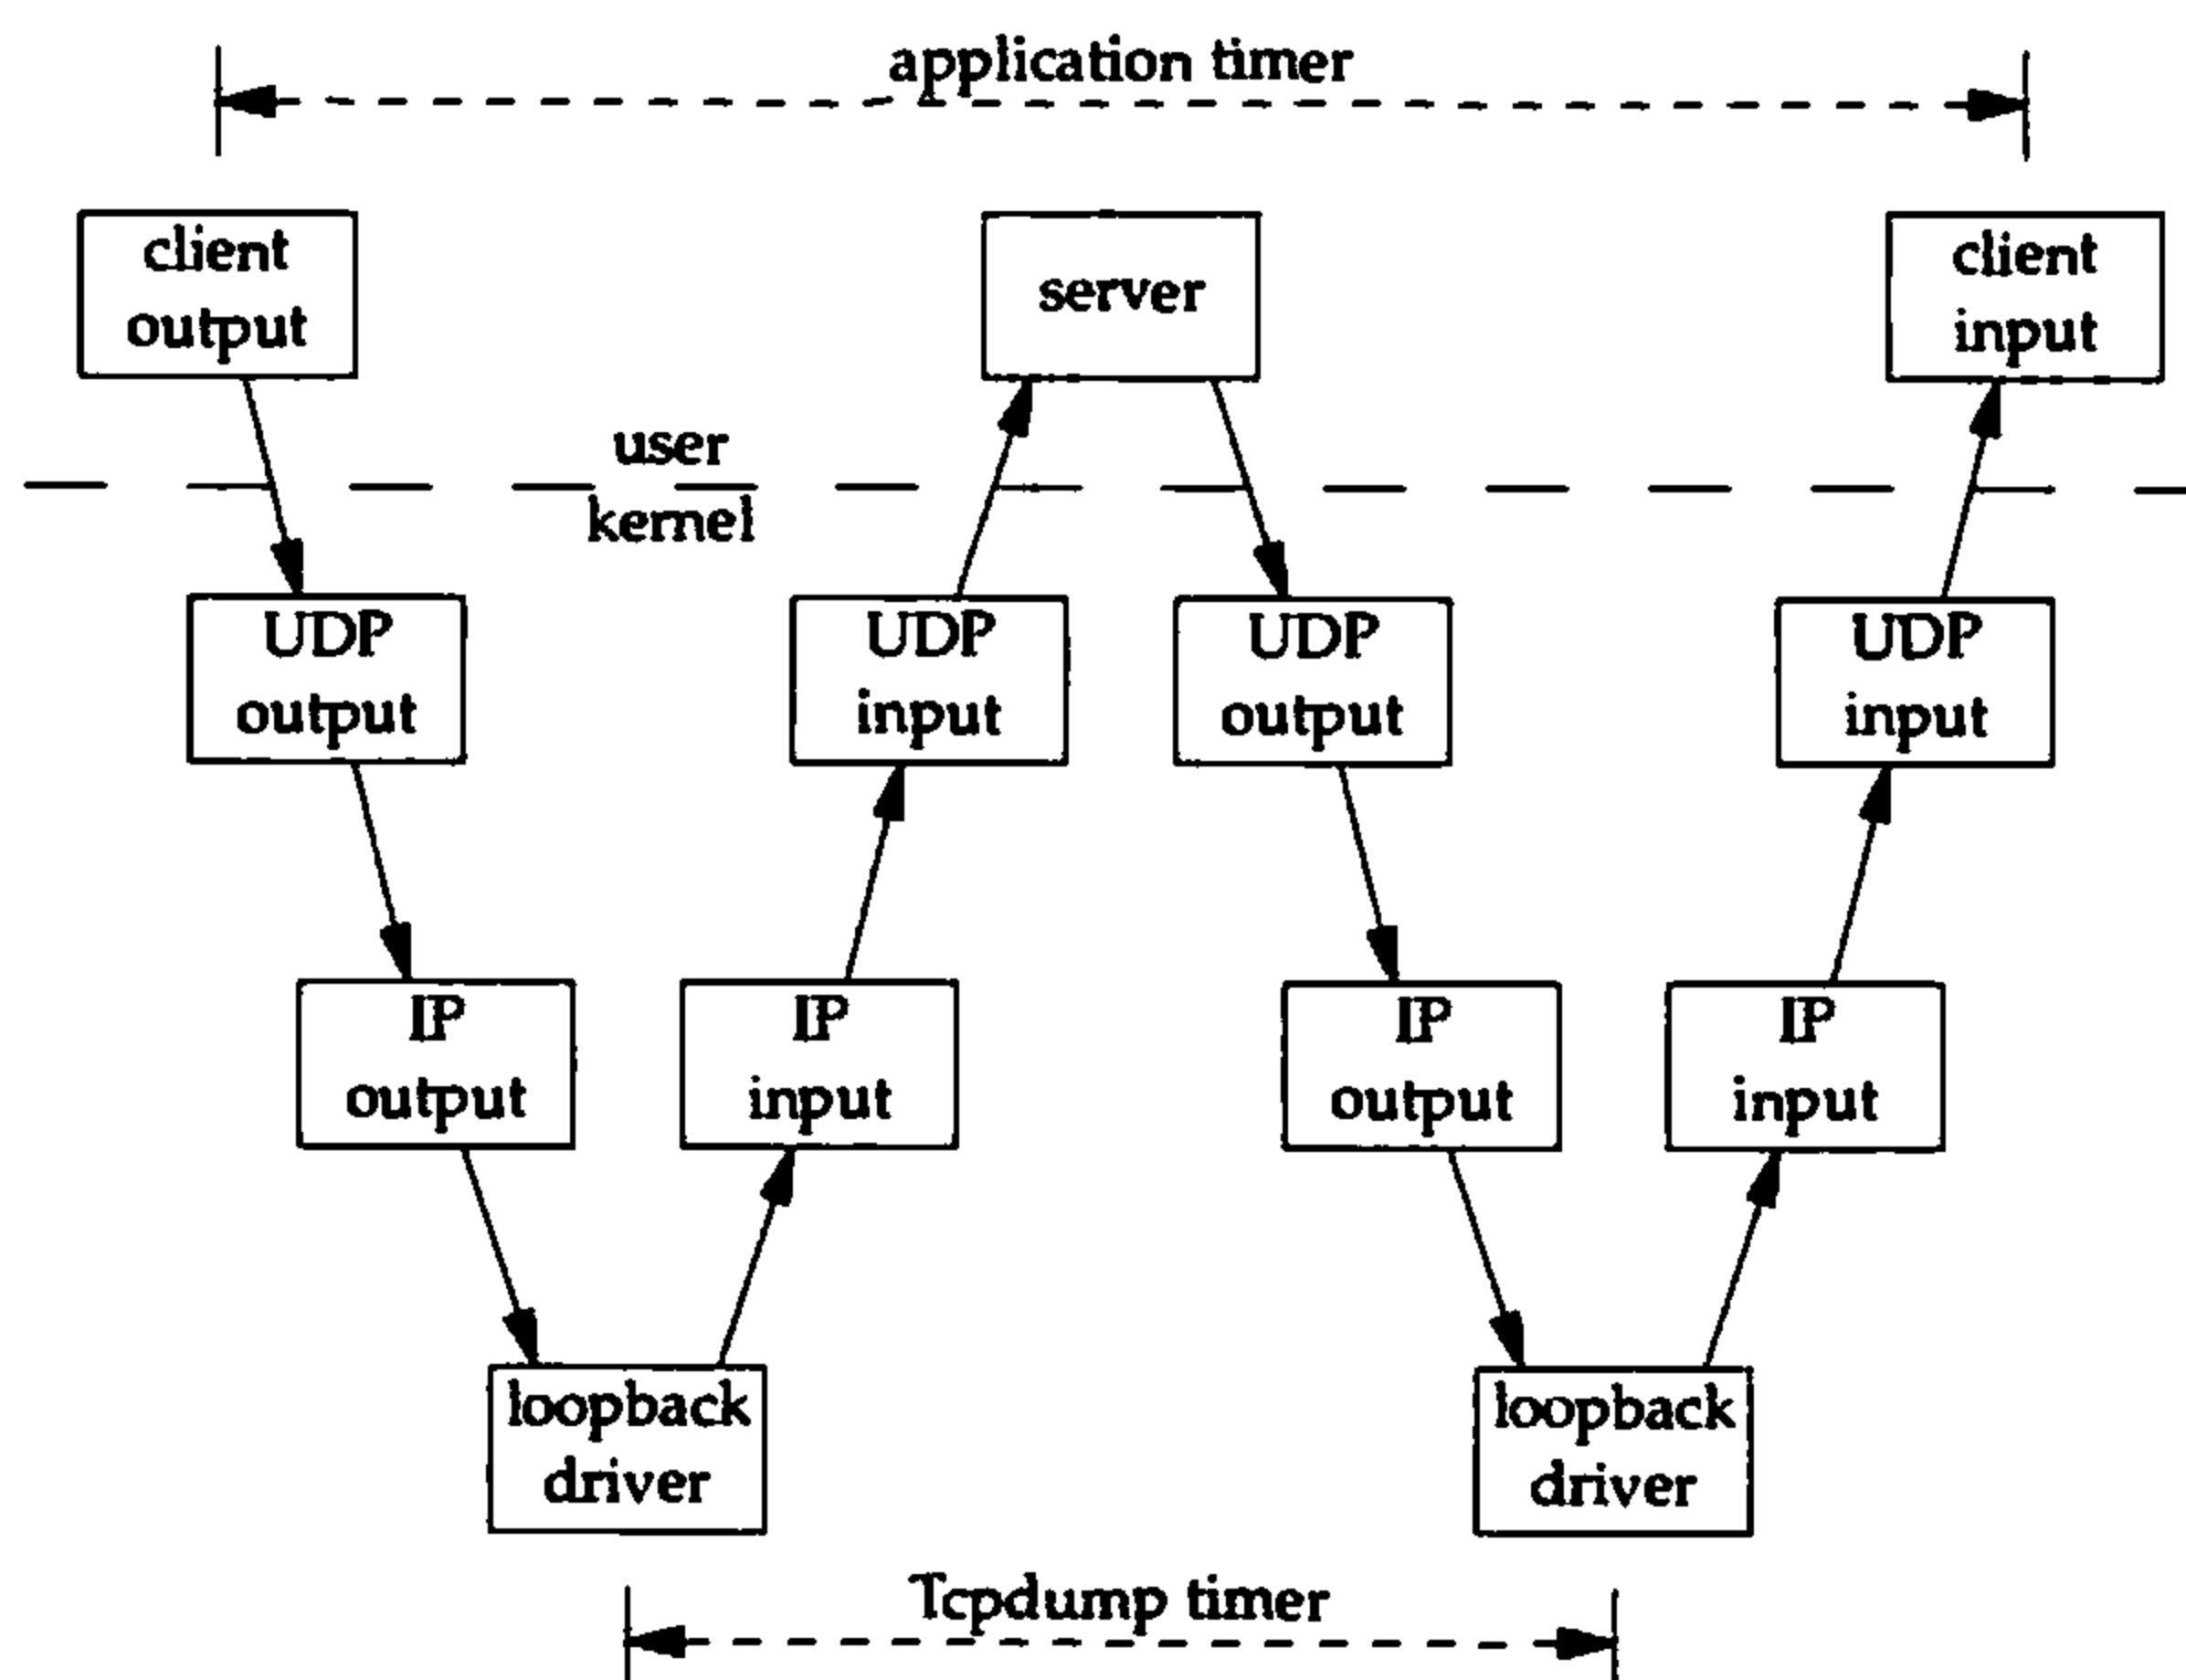 application timer
client
output
server
client
input
user
kernel
UDP
output
UDP
input
UDP
output
UDP
input
IP
output
IP
input
IP
output
IP
input
loopback
driver
loopback
driver
Tcpdump timer